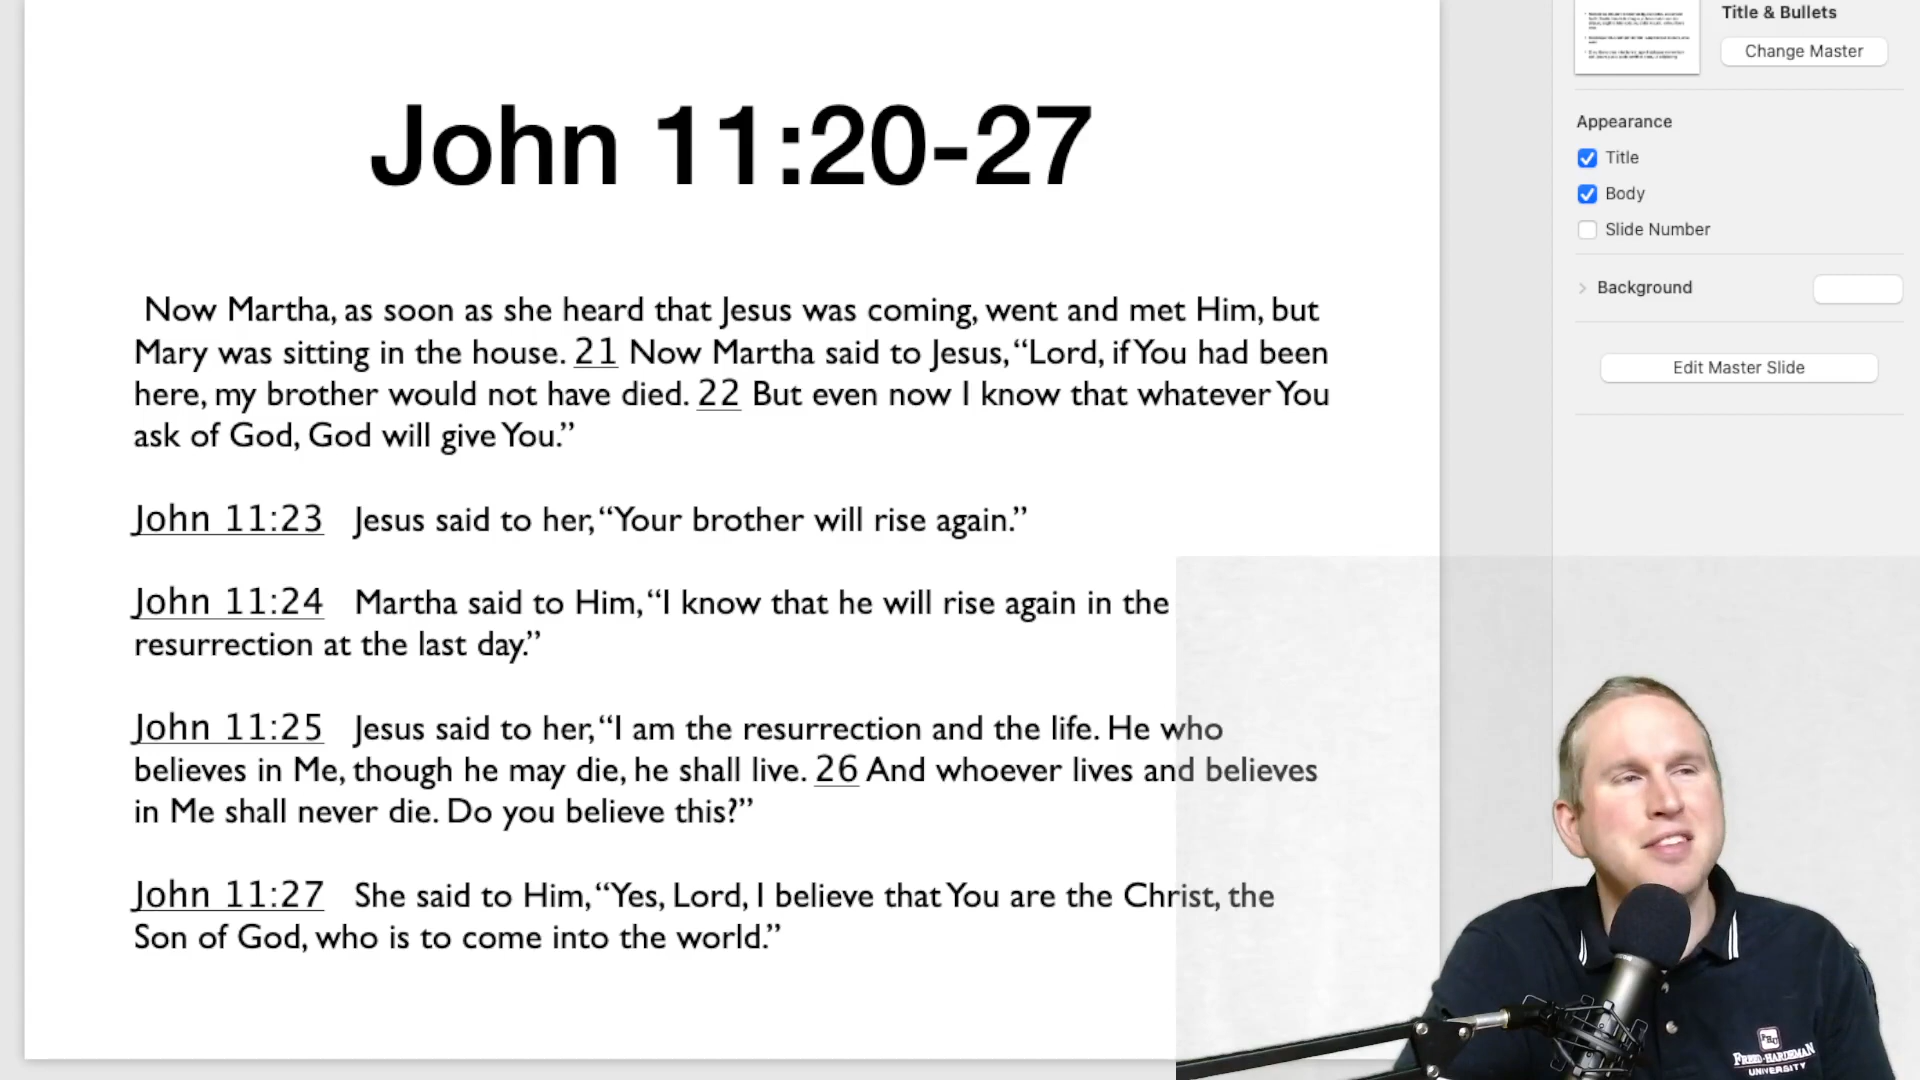 Title & Bullets
Change Master
Appearance
Title
Body
Slide Number
Background
Edit Master Slide
John 11:20-27
Now Martha, as soon as she heard that Jesus was coming, went and met Him, but
Mary was sitting in the house. 21 Now Martha said to Jesus, “Lord, if You had been
here, my brother would not have died. 22 But even now I know that whatever You
ask of God, God will give You.”
John 11:23 Jesus said to her, “Your brother will rise again.”
John 11:24 Martha said to Him, “I know that he will rise again in the
resurrection at the last day.”
John 11:25 Jesus said to her, “I am the resurrection and the life. He who
believes in Me, though he may die, he shall live. 26 And whoever lives and believes
in Me shall never die. Do you believe this?”
John 11:27 She said to Him, “Yes, Lord, I believe that You are the Christ, the
Son of God, who is to come into the world.”
FHU
FREED-HARDEMAN
UNIVERSITY